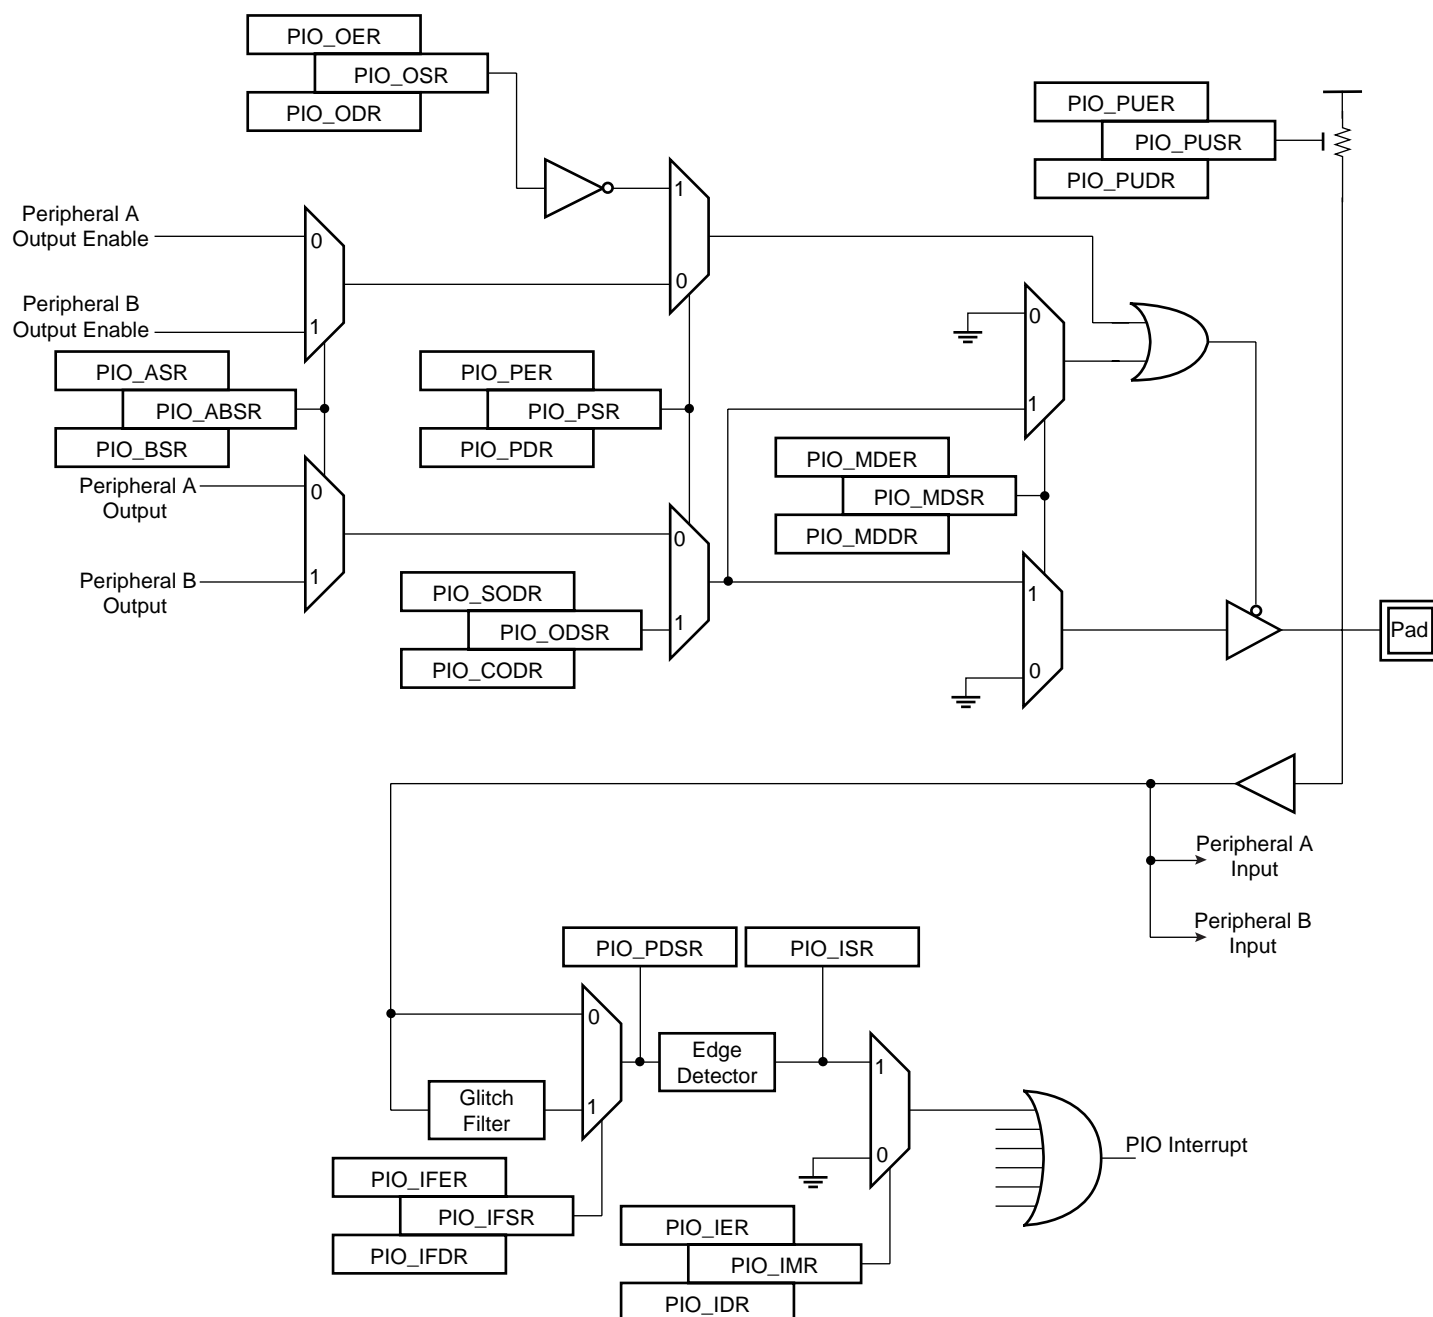 PIO_OER
PIO_OSR
PIO_ODR
PIO_PUER
PIO_PUSR
PIO_PUDR
1
0
Peripheral A
Output Enable
0
Peripheral B
Output Enable
1
0
1
PIO_ASR
PIO_ABSR
PIO_BSR
PIO_PER
PIO_PSR
PIO_PDR
PIO_MDER
PIO_MDSR
PIO_MDDR
Peripheral A
Output
0
Peripheral B
Output
1
0
1
PIO_SODR
PIO_ODSR
PIO_CODR
1
0
Pad
Peripheral A
Input
Peripheral B
Input
PIO_PDSR
PIO_ISR
0
1
Glitch
Filter
Edge
Detector
1
0
PIO Interrupt
PIO_IFER
PIO_IFSR
PIO_IFDR
PIO_IER
PIO_IMR
PIO_IDR